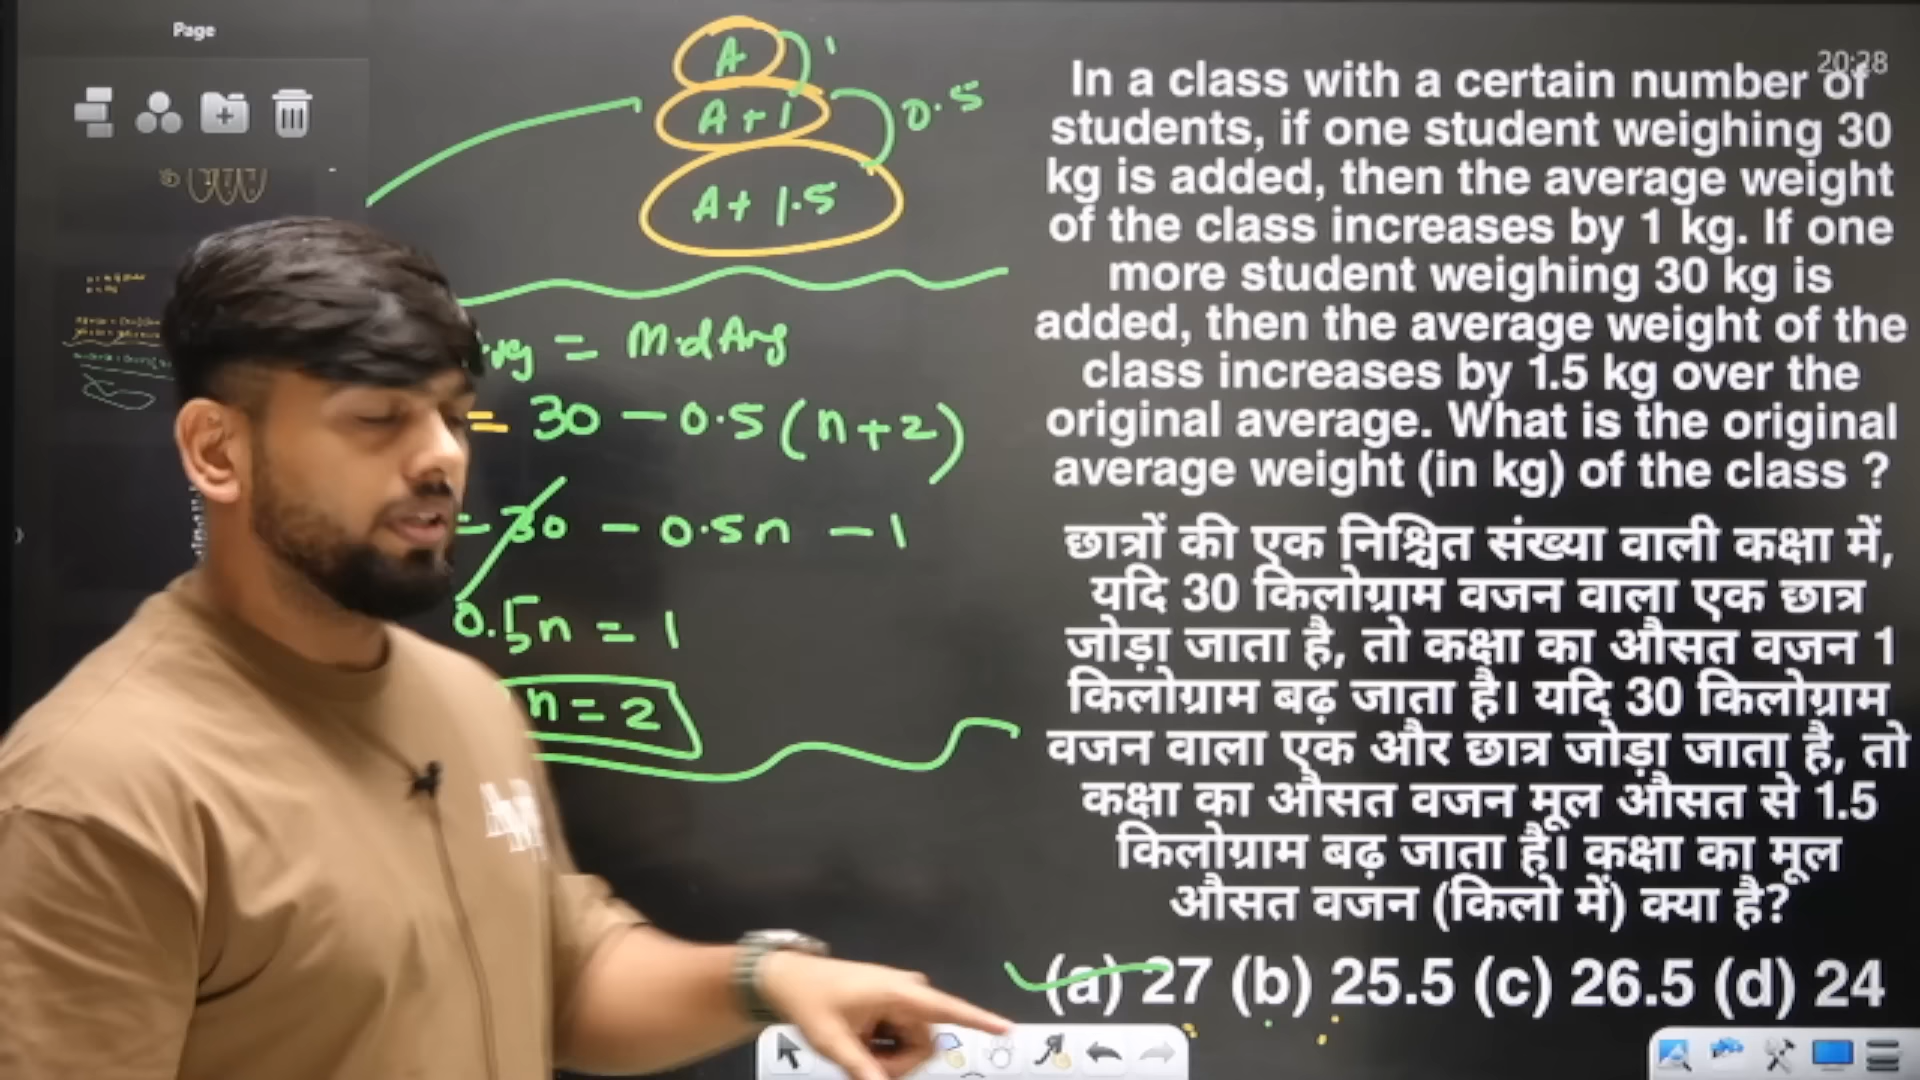 Page
20:28
A
1
A + 1
0.5
A + 1.5
= Mid Avg
= 30 - 0.5 (n+2)
- 30 - 0.5n - 1
0.5n = 1
n = 2
In a class with a certain number of
students, if one student weighing 30
kg is added, then the average weight
of the class increases by 1 kg. If one
more student weighing 30 kg is
added, then the average weight of the
class increases by 1.5 kg over the
original average. What is the original
average weight (in kg) of the class ?
छात्रों की एक निश्चित संख्या वाली कक्षा में,
यदि 30 किलोग्राम वजन वाला एक छात्र
जोड़ा जाता है, तो कक्षा का औसत वजन 1
किलोग्राम बढ़ जाता है। यदि 30 किलोग्राम
वजन वाला एक और छात्र जोड़ा जाता है, तो
कक्षा का औसत वजन मूल औसत से 1.5
किलोग्राम बढ़ जाता है। कक्षा का मूल
औसत वजन (किलो में) क्या है?
(a) 27 (b) 25.5 (c) 26.5 (d) 24